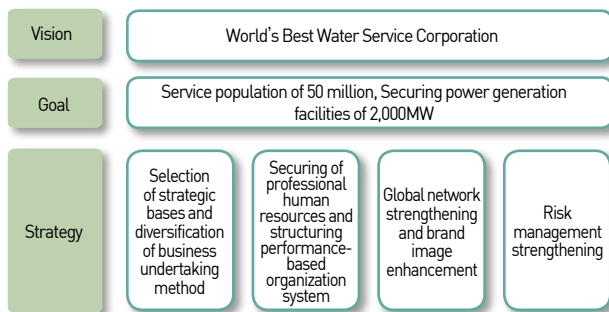 Vision
World's Best Water Service Corporation
Goal
Service population of 50 million, Securing power generation
facilities of 2,000MW
Strategy
Selection
of strategic
bases and
diversification
of business
undertaking
method
Securing of
professional
human
resources and
structuring
performance-
based
organization
system
Global network
strengthening
and brand
image
enhancement
Risk
management
strengthening